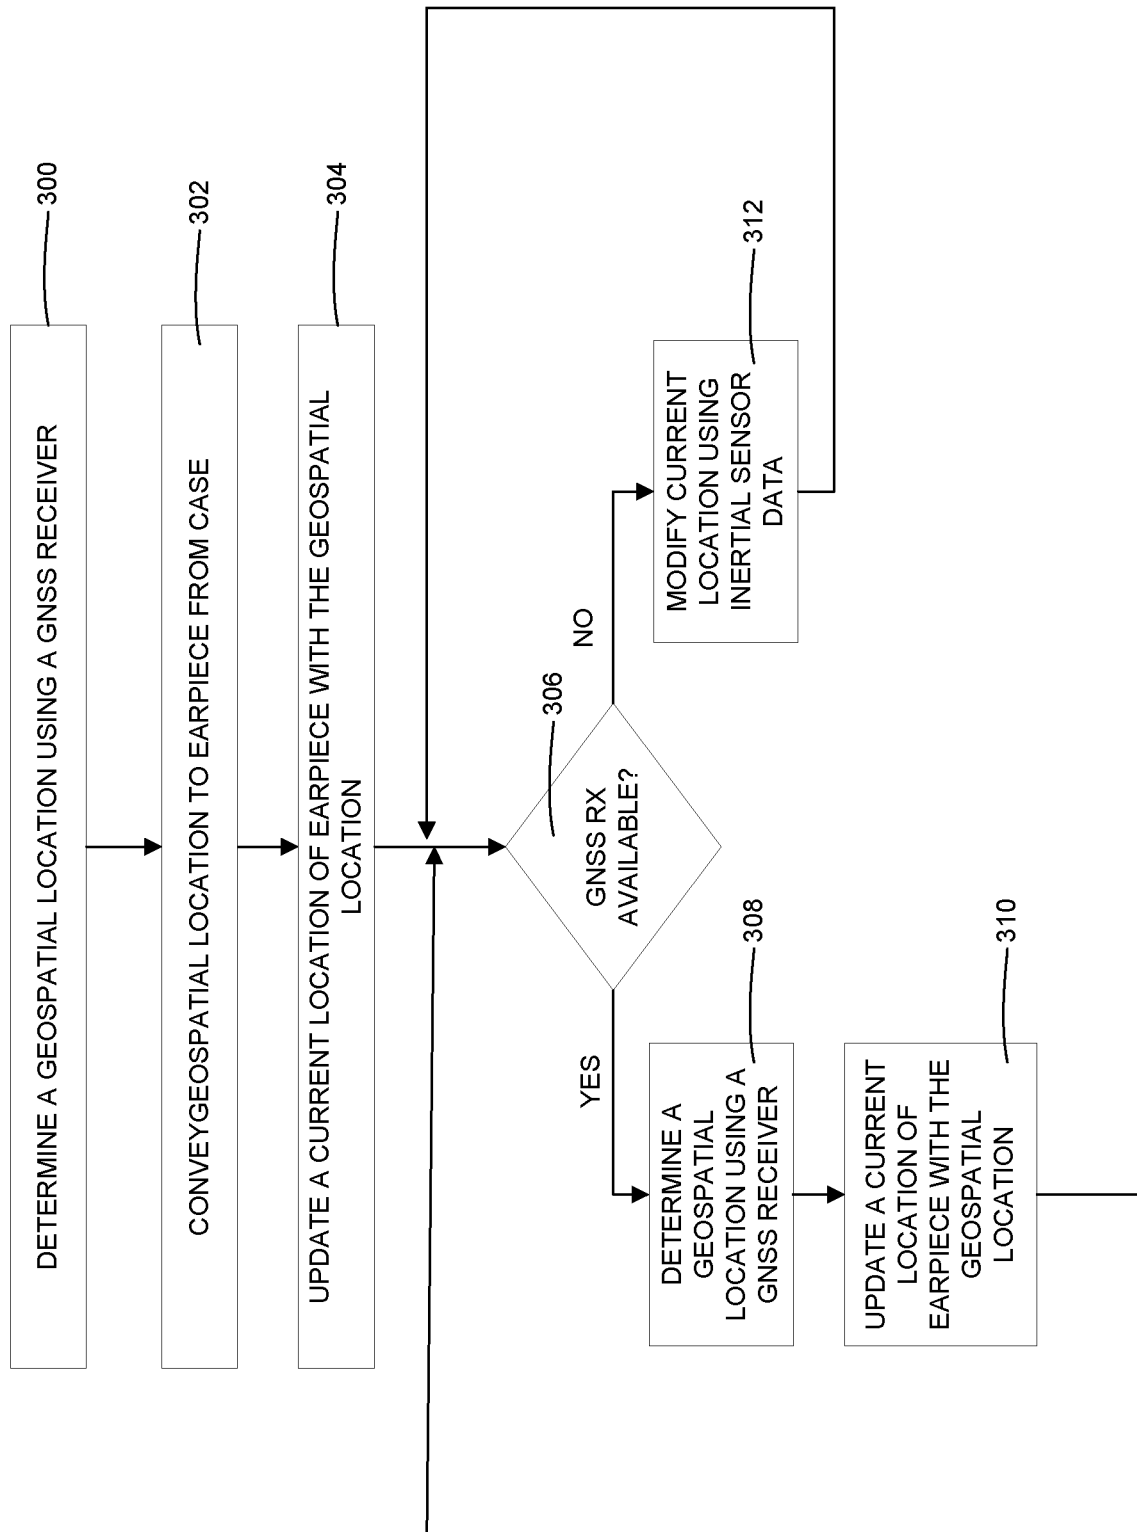 DETERMINE A GEOSPATIAL LOCATION USING A GNSS RECEIVER
300
CONVEYGEOSPATIAL LOCATION TO EARPIECE FROM CASE
302
UPDATE A CURRENT LOCATION OF EARPIECE WITH THE GEOSPATIAL
LOCATION
304
GNSS RX
AVAILABLE?
306
YES
NO
DETERMINE A
GEOSPATIAL
LOCATION USING A
GNSS RECEIVER
308
MODIFY CURRENT
LOCATION USING
INERTIAL SENSOR
DATA
312
UPDATE A CURRENT
LOCATION OF
EARPIECE WITH THE
GEOSPATIAL
LOCATION
310